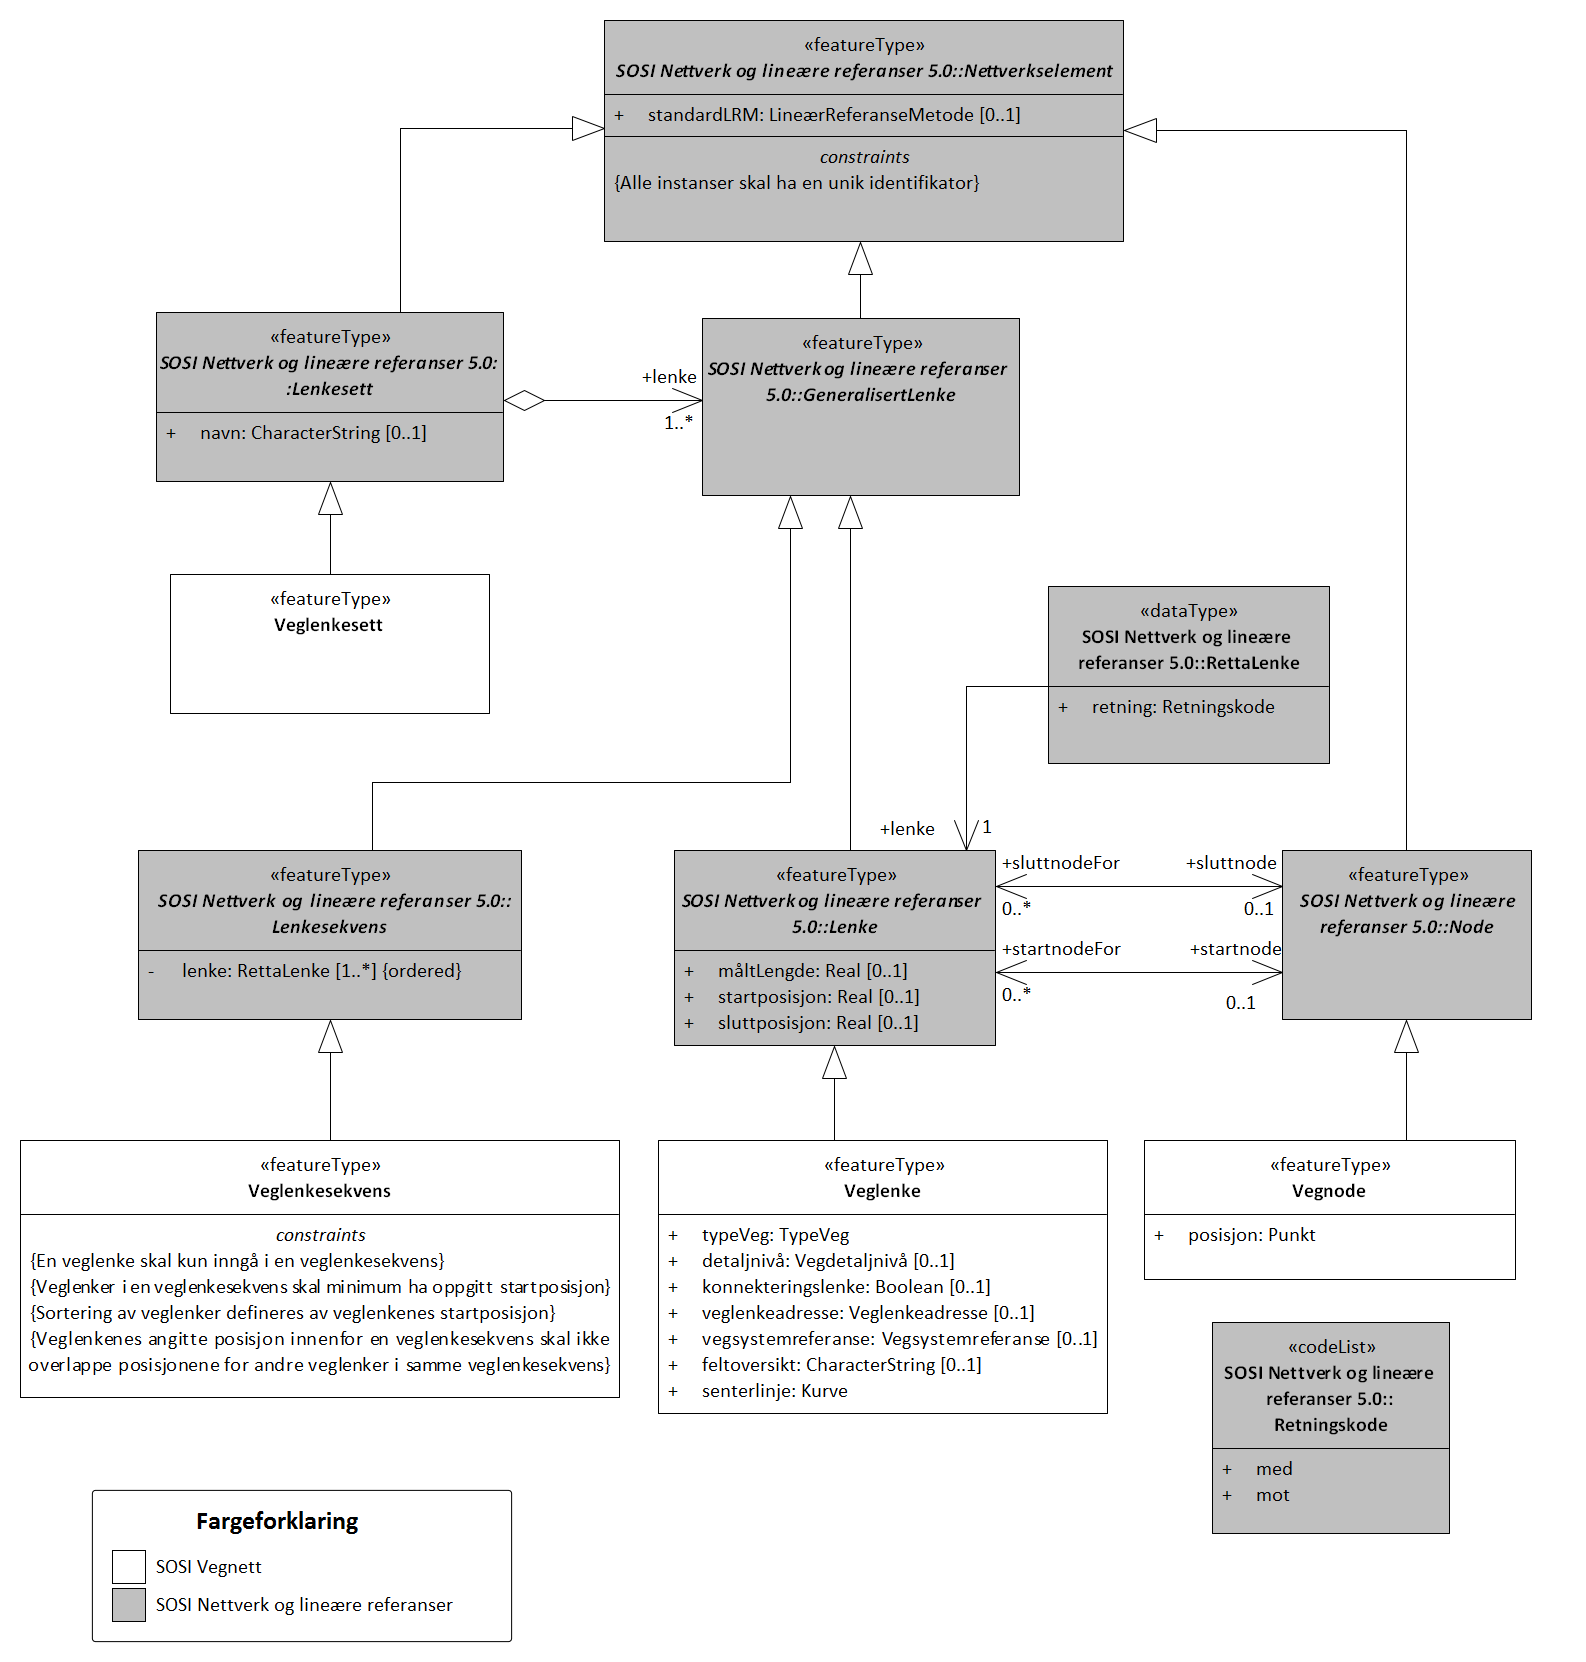 «featureType»
SOSI Nettverk og lineære referanser 5.0::Nettverkselement
+ standardLRM: LineærReferanseMetode [0..1]
constraints
{Alle instanser skal ha en unik identifikator}
«featureType»
SOSI Nettverk og lineære referanser 5.0:
:Lenkesett
+ navn: CharacterString [0..1]
+lenke
1..*
«featureType»
SOSI Nettverk og lineære referanser
5.0::GeneralisertLenke
«featureType»
Veglenkesett
«dataType»
SOSI Nettverk og lineære
referanser 5.0::RettaLenke
+ retning: Retningskode
+lenke
1
«featureType»
SOSI Nettverk og lineære referanser 5.0::
Lenkesekvens
- lenke: RettaLenke [1..*] {ordered}
«featureType»
SOSI Nettverk og lineære referanser
5.0::Lenke
+ måltLengde: Real [0..1]
+ startposisjon: Real [0..1]
+ sluttposisjon: Real [0..1]
+sluttnodeFor
+sluttnode
0..*
0..1
+startnodeFor
+startnode
0..*
0..1
«featureType»
SOSI Nettverk og lineære
referanser 5.0::Node
«featureType»
Veglenkesekvens
constraints
{En veglenke skal kun inngå i en veglenkesekvens}
{Veglenker i en veglenkesekvens skal minimum ha oppgitt startposisjon}
{Sortering av veglenker defineres av veglenkenes startposisjon}
{Veglenkenes angitte posisjon innenfor en veglenkesekvens skal ikke
overlappe posisjonene for andre veglenker i samme veglenkesekvens}
«featureType»
Veglenke
+ typeVeg: TypeVeg
+ detaljnivå: Vegdetaljnivå [0..1]
+ konnekteringslenke: Boolean [0..1]
+ veglenkeadresse: Veglenkeadresse [0..1]
+ vegsystemreferanse: Vegsystemreferanse [0..1]
+ feltoversikt: CharacterString [0..1]
+ senterlinje: Kurve
«featureType»
Vegnode
+ posisjon: Punkt
«codeList»
SOSI Nettverk og lineære
referanser 5.0::
Retningskode
+ med
+ mot
Fargeforklaring
SOSI Vegnett
SOSI Nettverk og lineære referanser